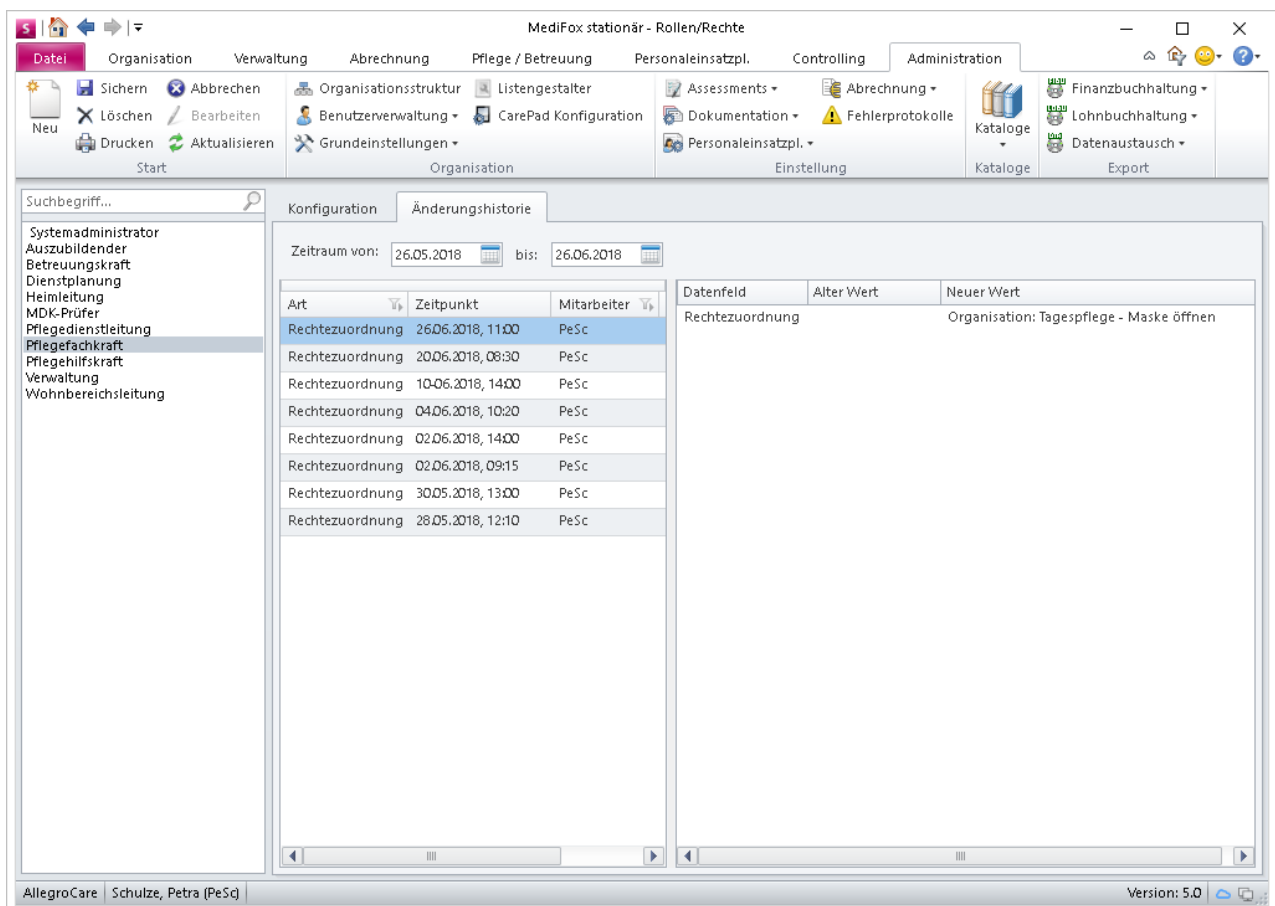 MediFox stationär - Rollen/Rechte
Datei Organisation Verwaltung Abrechnung Pflege / Betreuung Personaleinsatzpl. Controlling Administration
Neu
Sichern Abbrechen
Löschen Bearbeiten
Drucken Aktualisieren
Start
Organisationsstruktur Listengestalter
Benutzerverwaltung CarePad Konfiguration
Grundeinstellungen
Organisation
Assessments Abrechnung
Dokumentation Fehlerprotokolle
Personaleinsatzpl.
Einstellung
Kataloge
Kataloge
Finanzbuchhaltung
Lohnbuchhaltung
Datenaustausch
Export
Suchbegriff...
Systemadministrator
Auszubildender
Betreuungskraft
Dienstplanung
Heimleitung
MDK-Prüfer
Pflegedienstleitung
Pflegefachkraft
Pflegehilfskraft
Verwaltung
Wohnbereichsleitung
Konfiguration Änderungshistorie
Zeitraum von: 26.05.2018 bis: 26.06.2018
Art Zeitpunkt Mitarbeiter
Rechtezuordnung 26.06.2018, 11:00 PeSc
Rechtezuordnung 20.06.2018, 08:30 PeSc
Rechtezuordnung 10-06.2018, 14:00 PeSc
Rechtezuordnung 04.06.2018, 10:20 PeSc
Rechtezuordnung 02.06.2018, 14:00 PeSc
Rechtezuordnung 02.06.2018, 09:15 PeSc
Rechtezuordnung 30.05.2018, 13:00 PeSc
Rechtezuordnung 28.05.2018, 12:10 PeSc
Datenfeld Alter Wert Neuer Wert
Rechtezuordnung Organisation: Tagespflege - Maske öffnen
AllegroCare Schulze, Petra (PeSc) Version: 5.0